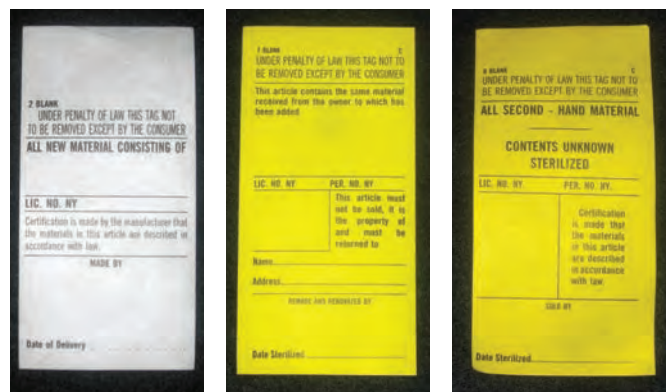 2 BLANK
UNDER PENALTY OF LAW THIS TAG NOT
TO BE REMOVED EXCEPT BY THE CONSUMER
ALL NEW MATERIAL CONSISTING OF
LIC. NO. NY
Certification is made by the manufacturer that
the materials in this article are described in
accordance with law.
MADE BY
Date of Delivery
1 BLANK C
UNDER PENALTY OF LAW THIS TAG NOT TO
BE REMOVED EXCEPT BY THE CONSUMER
This article contains the same material
received from the owner to which has
been added
LIC. NO. NY PER. NO. NY
This article must
not be sold, it is
the property of
and must be
returned to
Name
Address
REMADE AND RENOVATED BY
Date Sterilized
BLANK C
UNDER PENALTY OF LAW THIS TAG NOT TO
BE REMOVED EXCEPT BY THE CONSUMER
ALL SECOND - HAND MATERIAL
CONTENTS UNKNOWN
STERILIZED
LIC. NO. NY PER. NO. NY.
Certification
is made that
the materials
in this article
are described
in accordance
with law.
SOLD BY
Date Sterilized